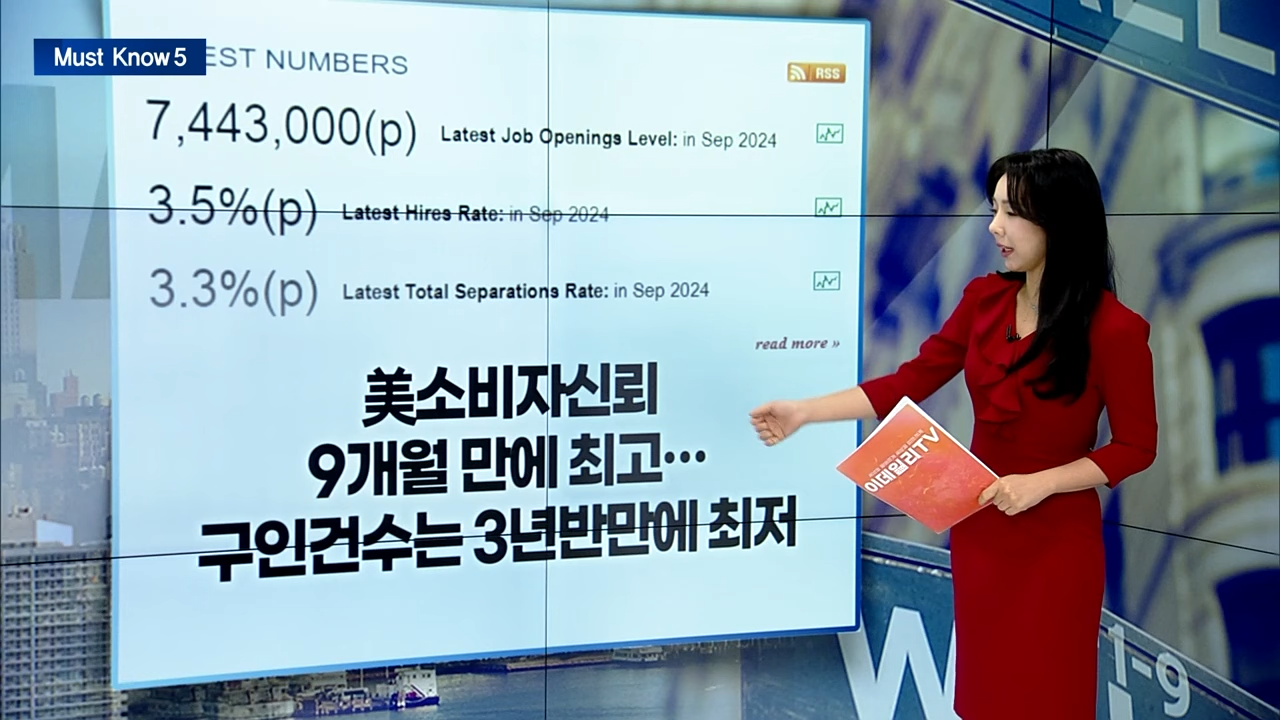 Must Know 5
EST NUMBERS
RSS
7,443,000(p) Latest Job Openings Level: in Sep 2024
3.5%(p) Latest Hires Rate: in Sep 2024
3.3%(p) Latest Total Separations Rate: in Sep 2024
read more »
美소비자신뢰
9개월 만에 최고…
구인건수는 3년반만에 최저
이데일리TV
W
1-9